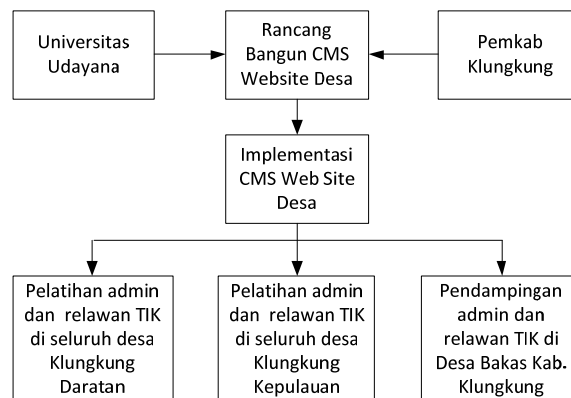 Universitas
Udayana
Rancang
Bangun CMS
Website Desa
Pemkab
Klungkung
Implementasi
CMS Web Site
Desa
Pelatihan admin
dan relawan TIK
di seluruh desa
Klungkung
Daratan
Pelatihan admin
dan relawan TIK
di seluruh desa
Klungkung
Kepulauan
Pendampingan
admin dan
relawan TIK di
Desa Bakas Kab.
Klungkung